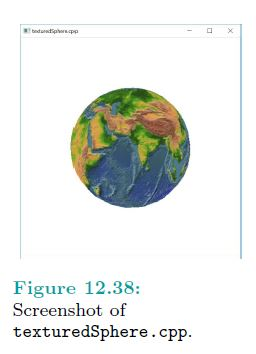 texturedSphere.cpp
Figure 12.38:
Screenshot of
texturedSphere.cpp.